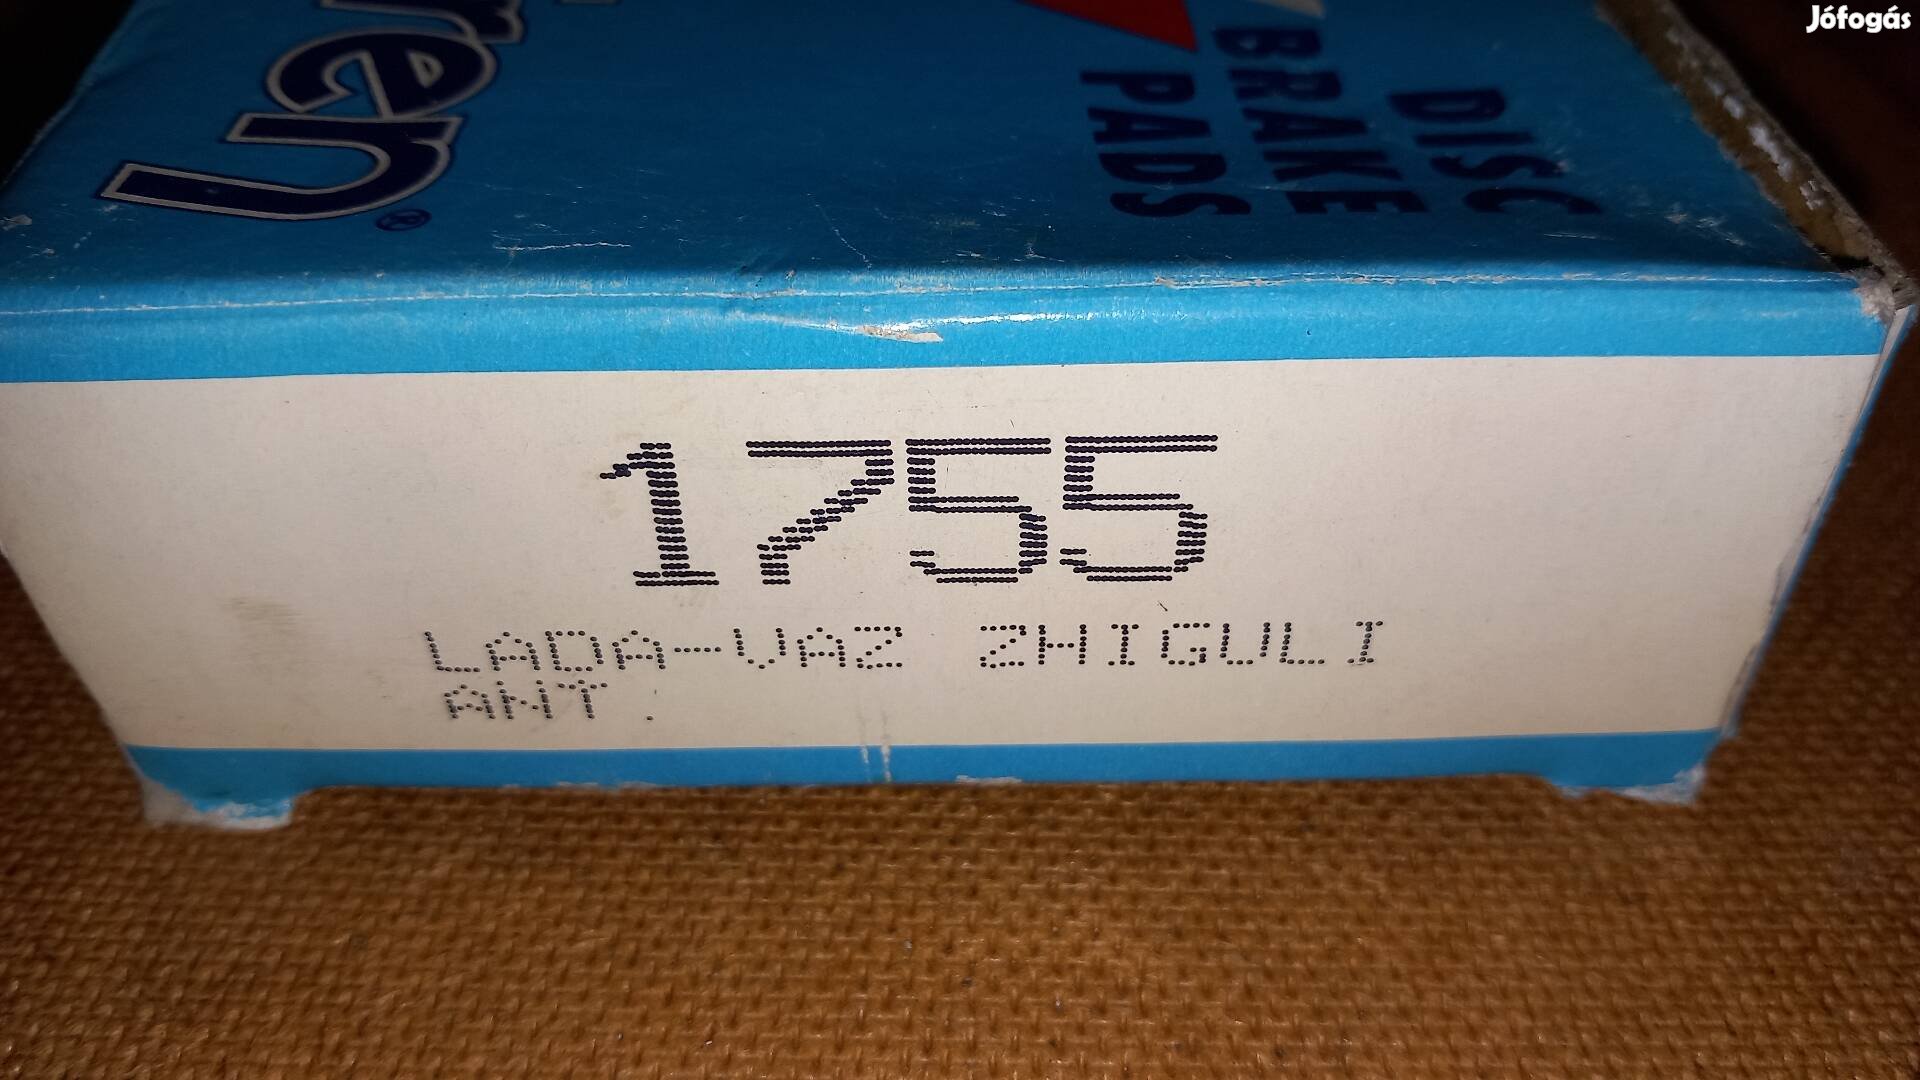 Jófogás
DISC
BRAKE
PADS
1755
LADA-VAZ ZHIGULI
ANT.